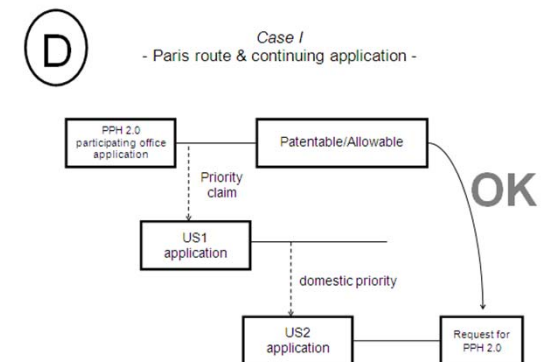 D
Case I
- Paris route & continuing application -
PPH 2.0
participating office
application
Patentable/Allowable
Priority
claim
OK
US1
application
domestic priority
US2
application
Request for
PPH 2.0